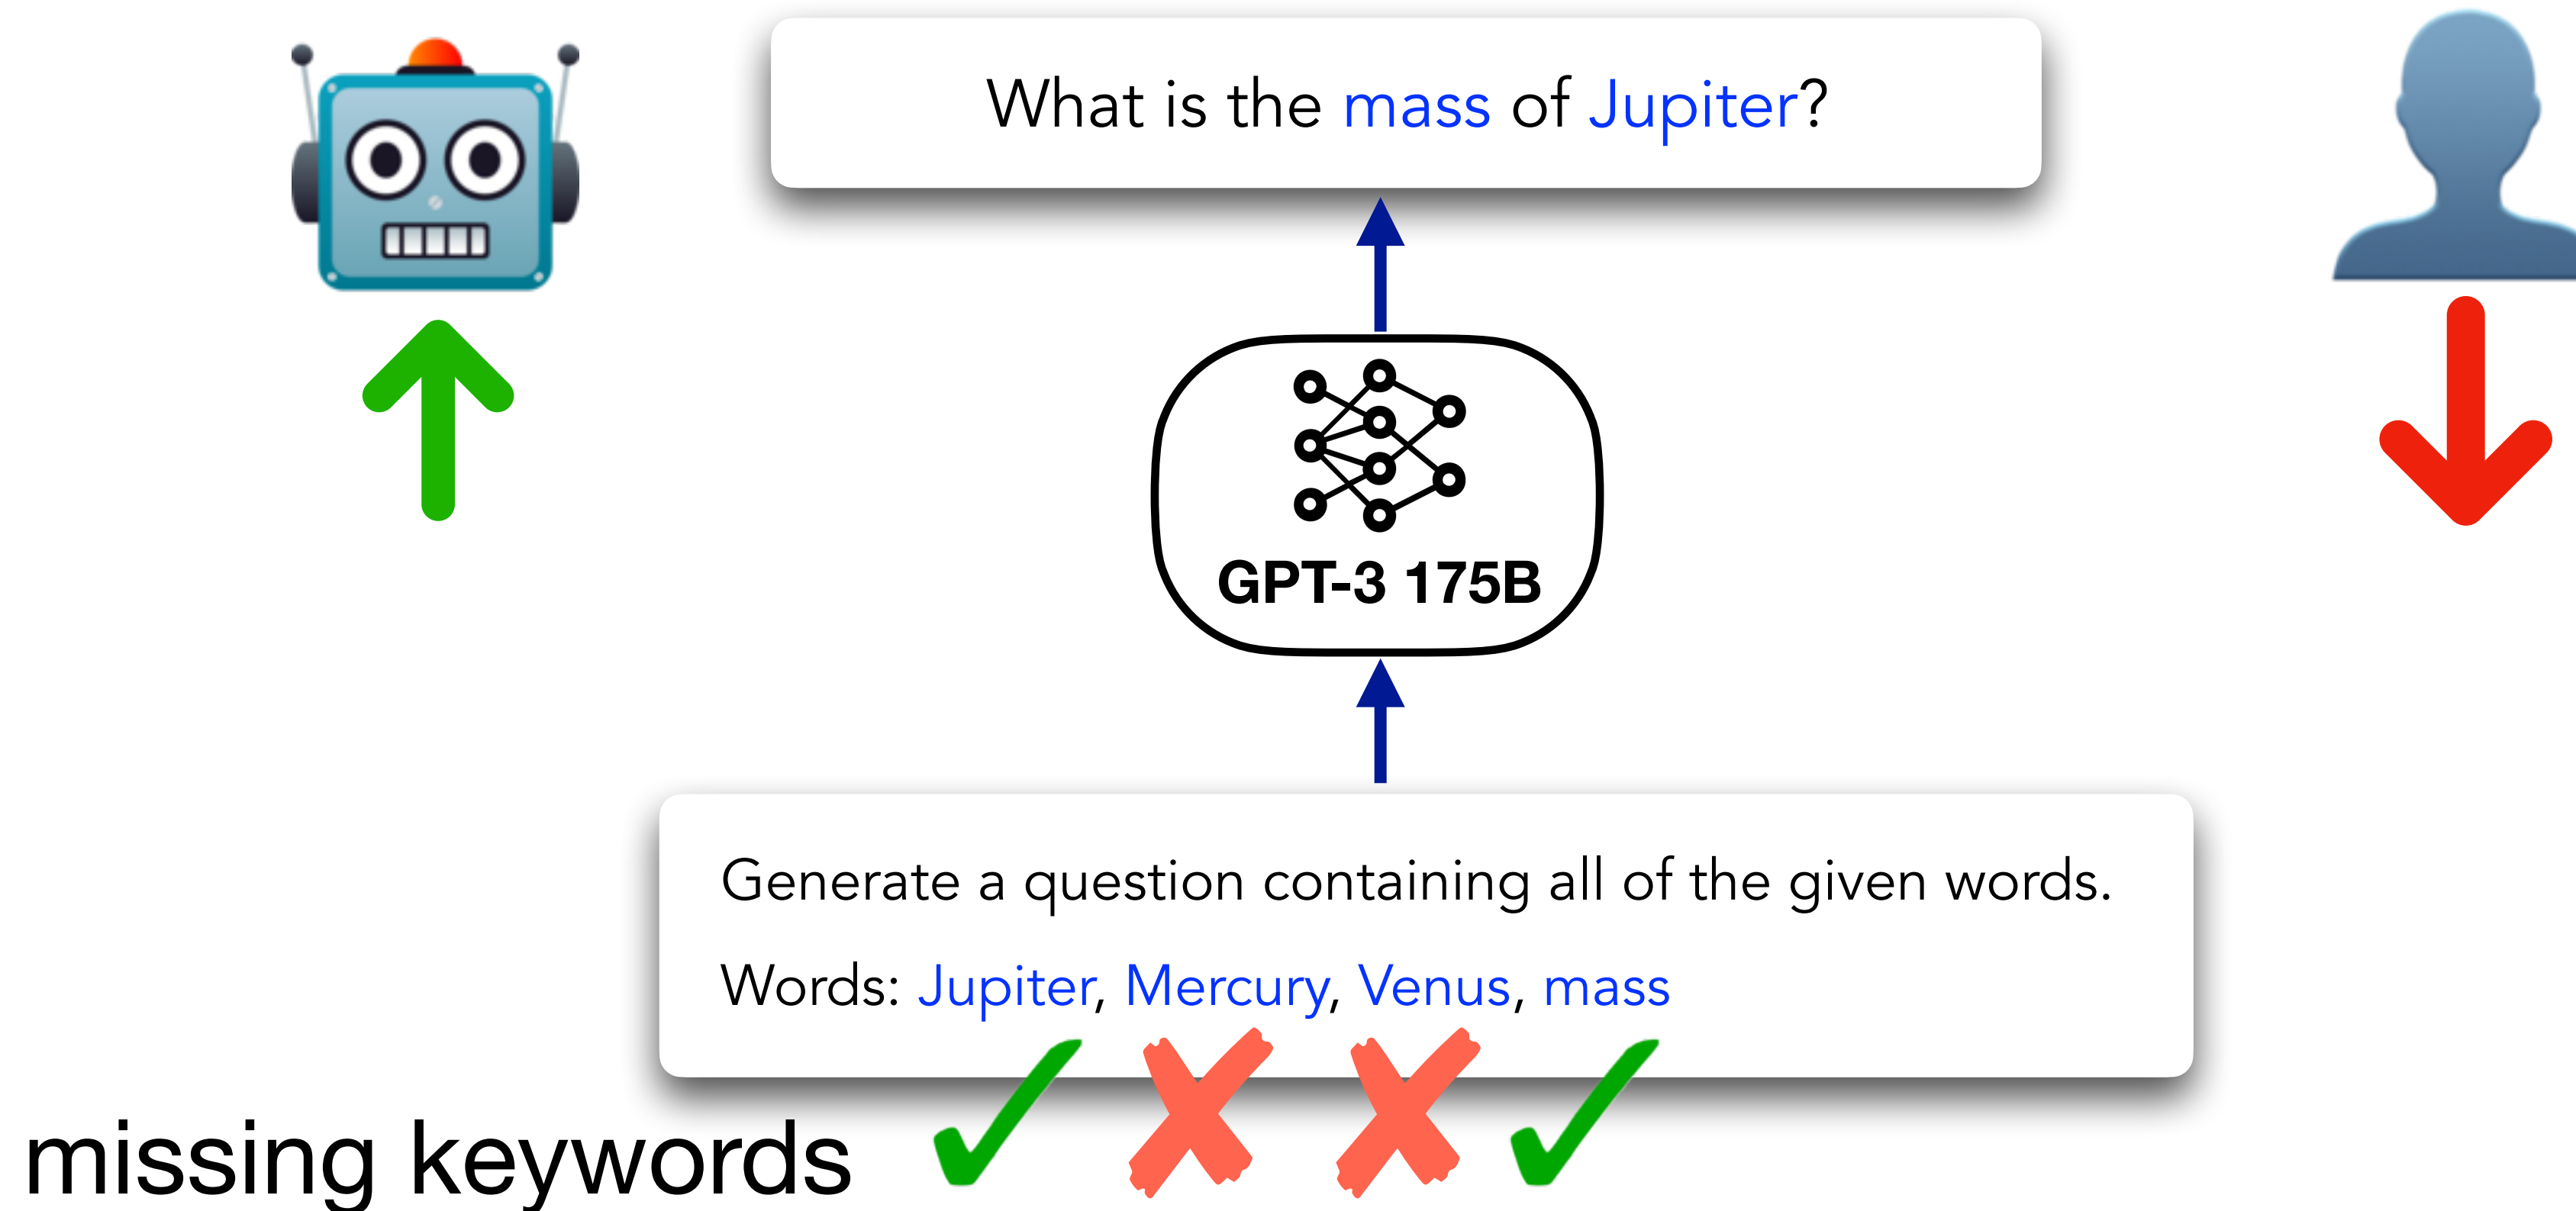 What is the mass of Jupiter?
GPT-3 175B
Generate a question containing all of the given words.
Words: Jupiter, Mercury, Venus, mass
missing keywords